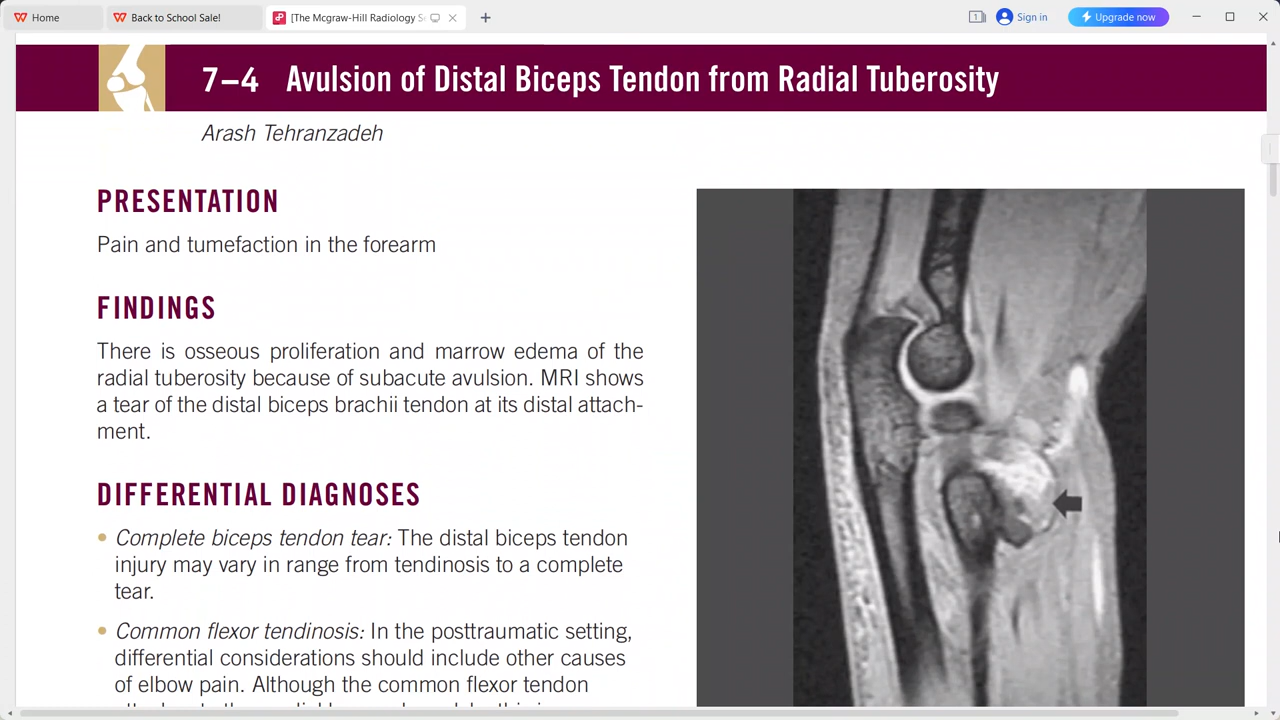 Home
Back to School Sale!
[The Mcgraw-Hill Radiology S
1
Sign in
Upgrade now
7–4 Avulsion of Distal Biceps Tendon from Radial Tuberosity
Arash Tehranzadeh
PRESENTATION
Pain and tumefaction in the forearm
FINDINGS
There is osseous proliferation and marrow edema of the
radial tuberosity because of subacute avulsion. MRI shows
a tear of the distal biceps brachii tendon at its distal attach-
ment.
DIFFERENTIAL DIAGNOSES
• Complete biceps tendon tear: The distal biceps tendon
injury may vary in range from tendinosis to a complete
tear.
• Common flexor tendinosis: In the posttraumatic setting,
differential considerations should include other causes
of elbow pain. Although the common flexor tendon